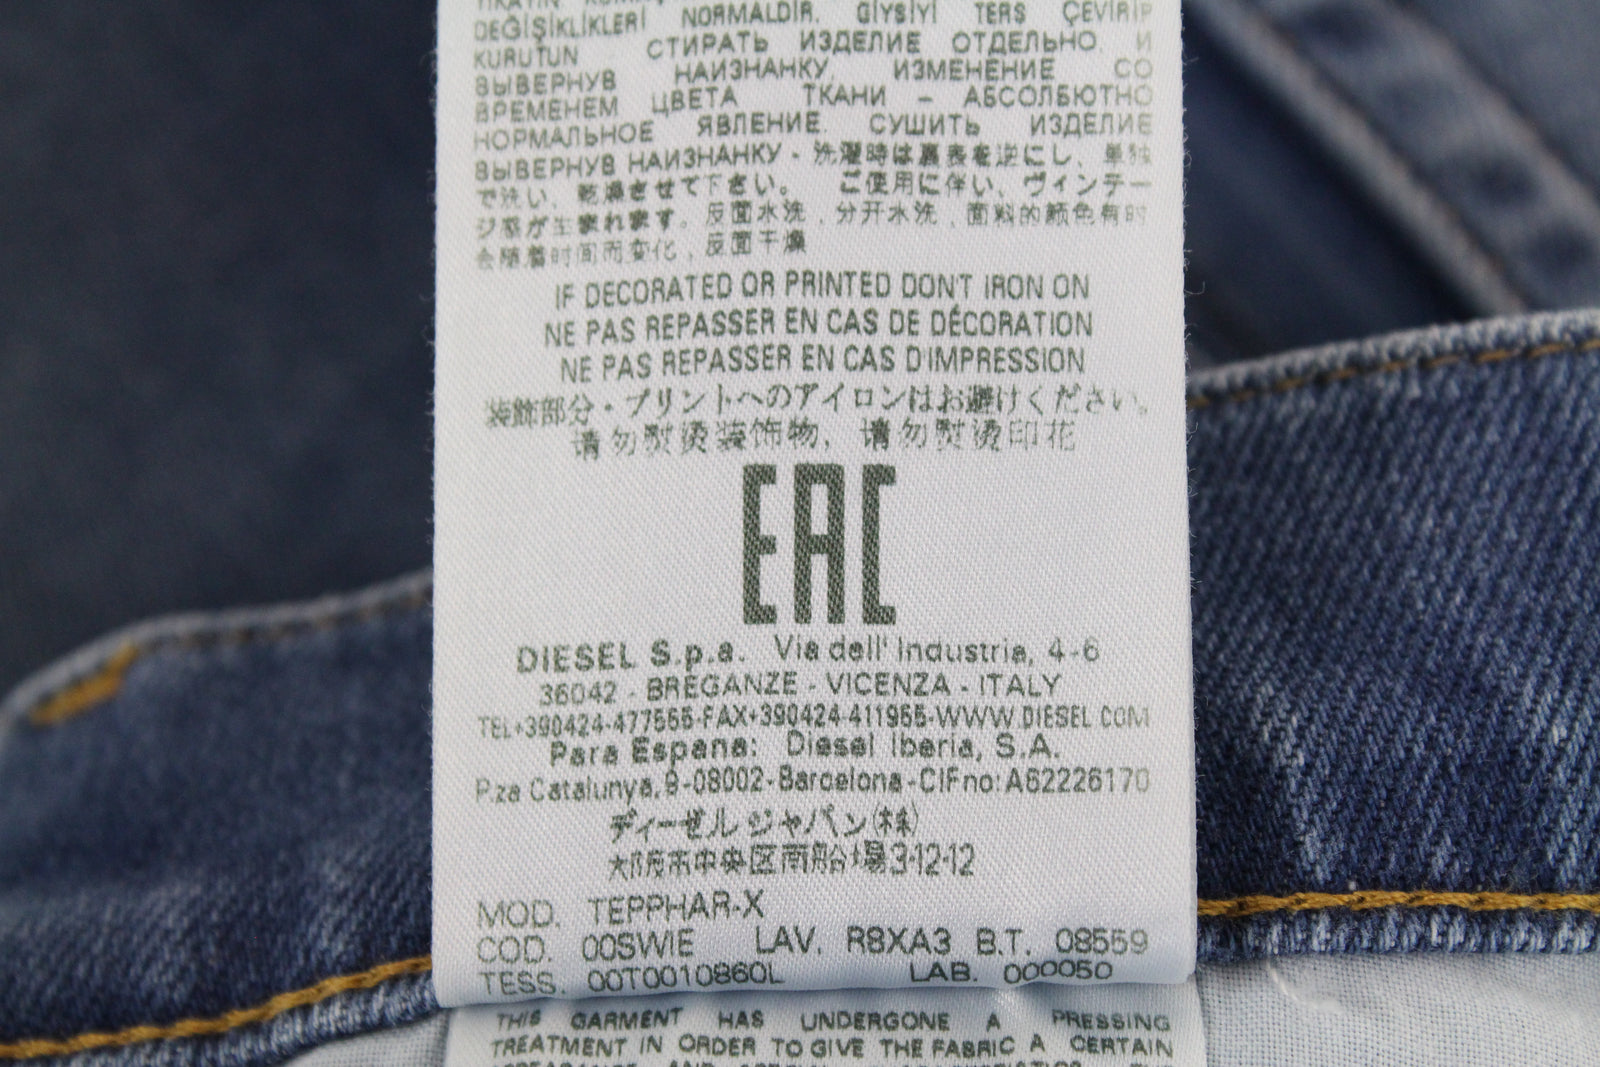 DEĞİŞİKLİKLERİ NORMALDİR. GİYSİYİ TERS ÇEVİRİP
KURUTUN СТИРАТЬ ИЗДЕЛИЕ ОТДЕЛЬНО И
ВЫВЕРНУВ НАИЗНАНКУ. ИЗМЕНЕНИЕ СО
ВРЕМЕНЕМ ЦВЕТА ТКАНИ – АБСОЛЮТНО
НОРМАЛЬНОЕ ЯВЛЕНИЕ. СУШИТЬ ИЗДЕЛИЕ
ВЫВЕРНУВ НАИЗНАНКУ - 洗濯時は裏表を逆にし、単独
で洗い、乾燥させて下さい。 ご使用に伴い、ヴィンテー
ジ感が生まれます。反面水洗，分开水洗，面料的颜色有时
会随着时间而变化，反面干燥
IF DECORATED OR PRINTED DON'T IRON ON
NE PAS REPASSER EN CAS DE DÉCORATION
NE PAS REPASSER EN CAS D'IMPRESSION
装飾部分・プリントへのアイロンはお避けください。
请勿熨烫装饰物，请勿熨烫印花
EAC
DIESEL S.p.a. Via dell' Industria, 4-6
36042 - BREGANZE - VICENZA - ITALY
TEL+390424-477555-FAX+390424-411955-WWW.DIESEL.COM
Para Espana: Diesel Iberia, S.A.
P.za Catalunya, 9-08002-Barcelona-CIFno: A62226170
ディーゼル ジャパン(株)
大阪市中央区南船場3-12-12
MOD. TEPPHAR-X
COD. 00SWIE LAV. R8XA3 B.T. 08559
TESS. 00T0010860L LAB. 000050
THIS GARMENT HAS UNDERGONE A PRESSING
TREATMENT IN ORDER TO GIVE THE FABRIC A CERTAIN